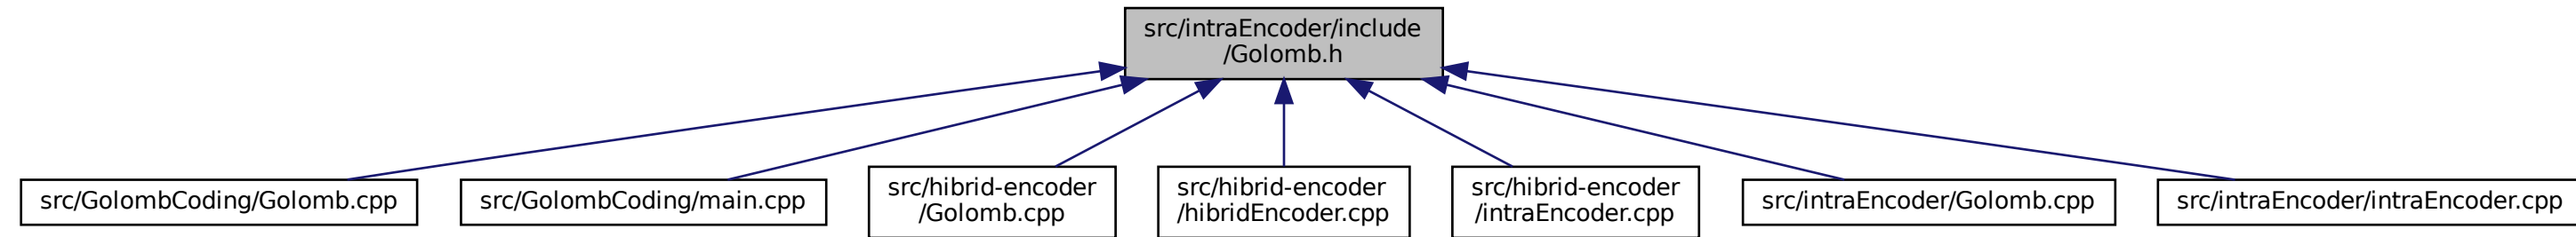 src/intraEncoder/include
/Golomb.h
src/GolombCoding/Golomb.cpp
src/GolombCoding/main.cpp
src/hibrid-encoder
/Golomb.cpp
src/hibrid-encoder
/hibridEncoder.cpp
src/hibrid-encoder
/intraEncoder.cpp
src/intraEncoder/Golomb.cpp
src/intraEncoder/intraEncoder.cpp